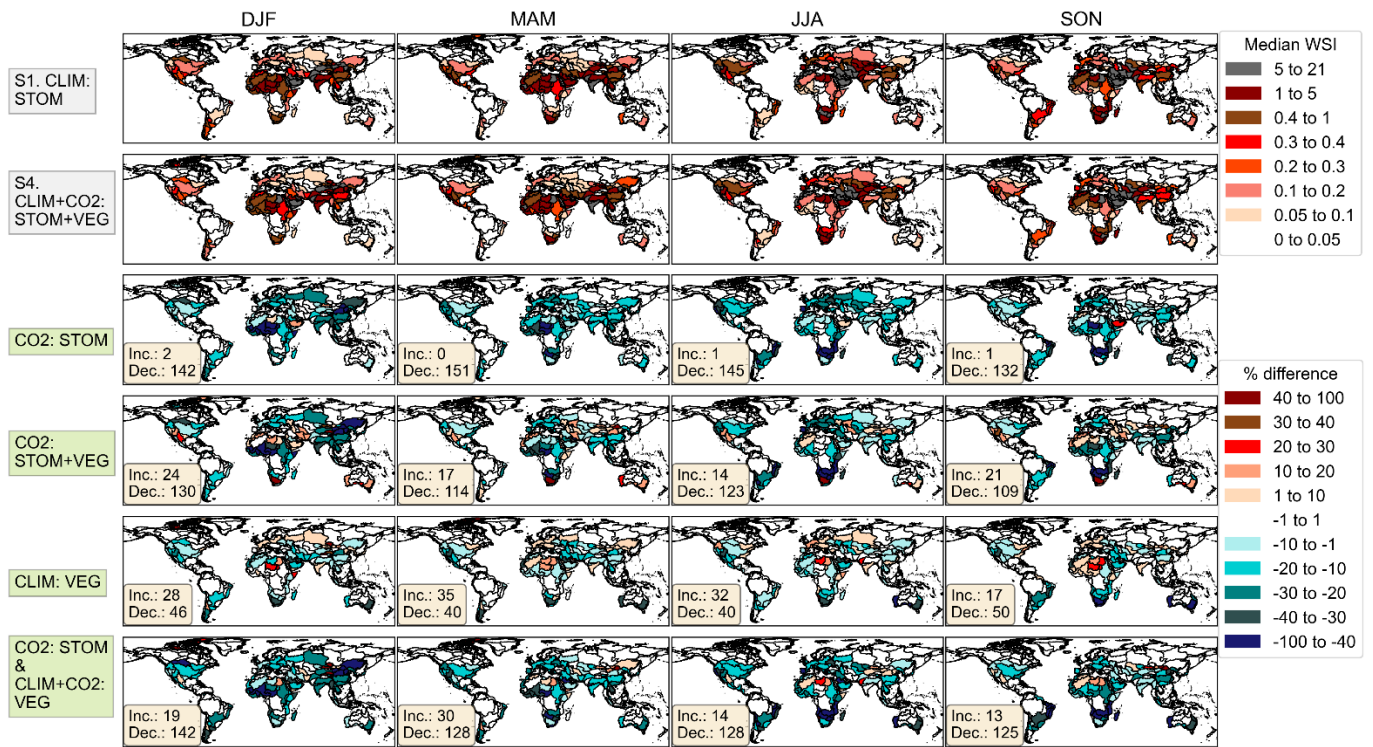 DJF MAM JJA SON
S1. CLIM:
STOM
Median WSI
5 to 21
1 to 5
0.4 to 1
0.3 to 0.4
0.2 to 0.3
0.1 to 0.2
0.05 to 0.1
0 to 0.05
S4.
CLIM+CO2:
STOM+VEG
CO2: STOM
Inc.: 2
Dec.: 142
Inc.: 0
Dec.: 151
Inc.: 1
Dec.: 145
Inc.: 1
Dec.: 132
CO2:
STOM+VEG
Inc.: 24
Dec.: 130
Inc.: 17
Dec.: 114
Inc.: 14
Dec.: 123
Inc.: 21
Dec.: 109
% difference
40 to 100
30 to 40
20 to 30
10 to 20
1 to 10
-1 to 1
-10 to -1
-20 to -10
-30 to -20
-40 to -30
-100 to -40
CLIM: VEG
Inc.: 28
Dec.: 46
Inc.: 35
Dec.: 40
Inc.: 32
Dec.: 40
Inc.: 17
Dec.: 50
CO2: STOM
&
CLIM+CO2:
VEG
Inc.: 19
Dec.: 142
Inc.: 30
Dec.: 128
Inc.: 14
Dec.: 128
Inc.: 13
Dec.: 125